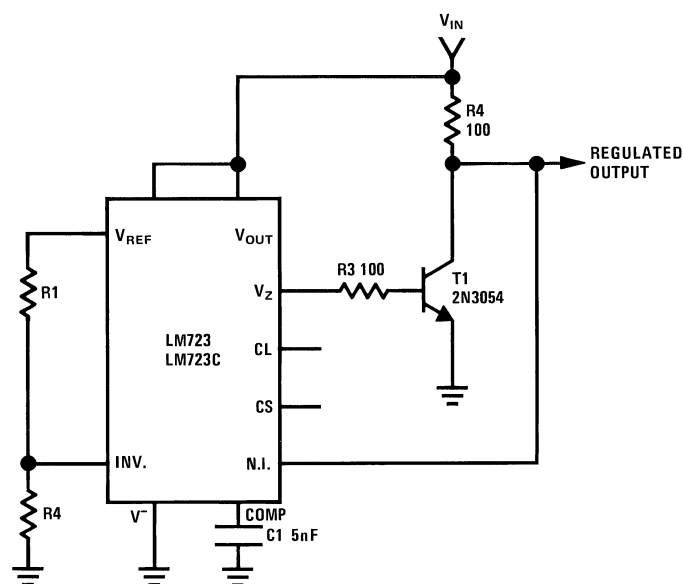 VIN
R4
100
REGULATED
OUTPUT
VREF
VOUT
R3 100
T1
2N3054
VZ
R1
LM723
LM723C
CL
CS
INV.
N.I.
R4
V-
COMP
C1 5nF